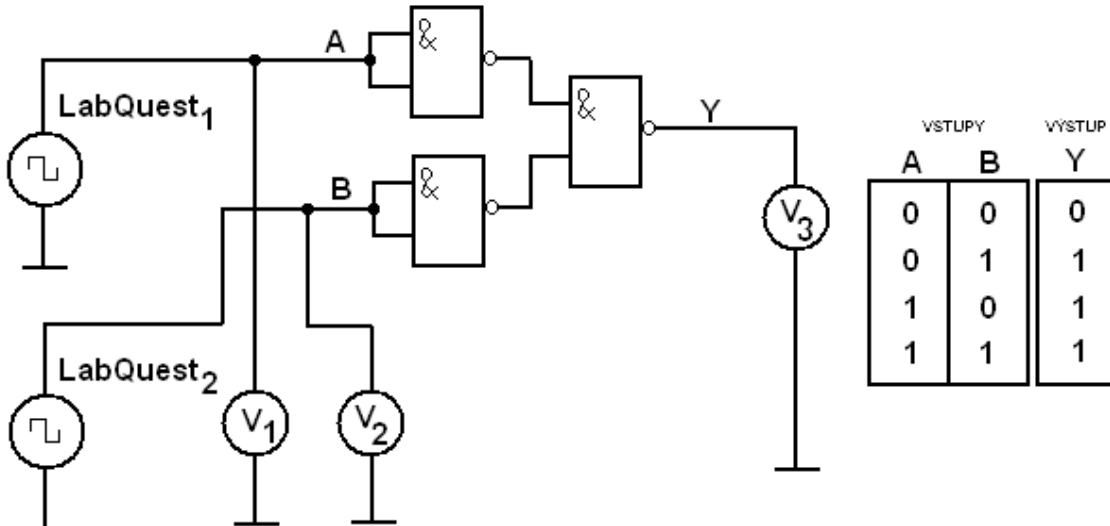 A
&
LabQuest1
&
Y
VSTUPY VÝSTUP
A B Y
0 0 0
0 1 1
1 0 1
1 1 1
B
&
V3
LabQuest2
V1
V2